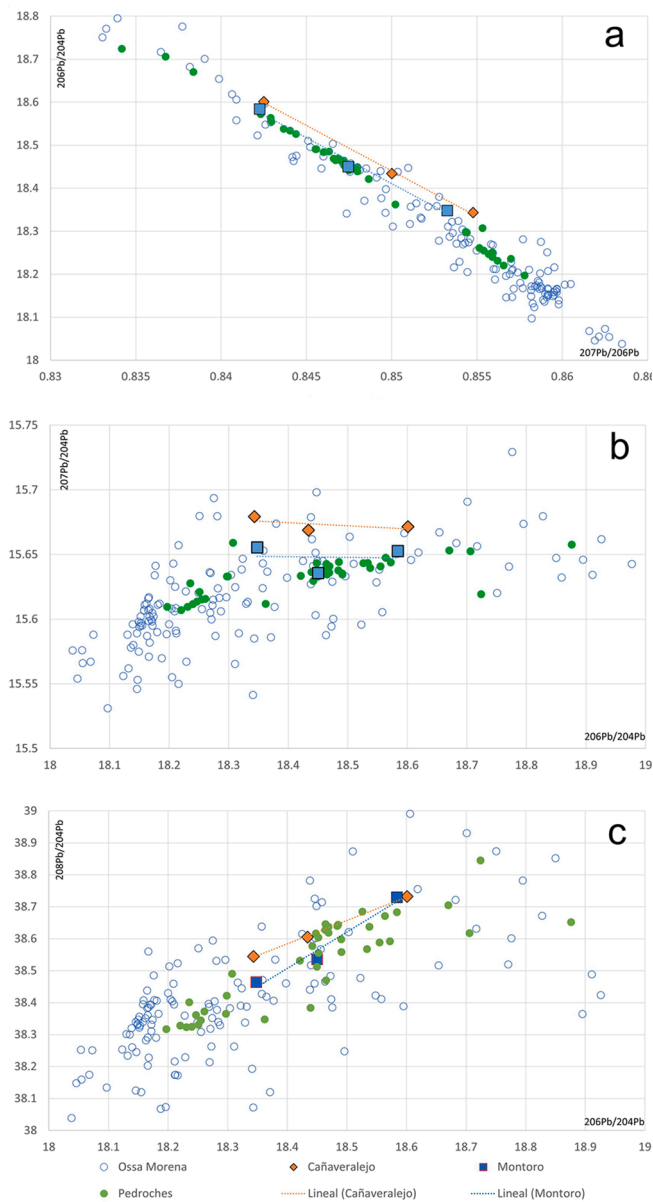 a
206Pb/204Pb
18.8
18.7
18.6
18.5
18.4
18.3
18.2
18.1
18
207Pb/206Pb
0.83 0.835 0.84 0.845 0.85 0.855 0.86
b
207Pb/204Pb
15.75
15.7
15.65
15.6
15.55
15.5
206Pb/204Pb
18 18.1 18.2 18.3 18.4 18.5 18.6 18.7 18.8 18.9 19
c
208Pb/204Pb
39
38.9
38.8
38.7
38.6
38.5
38.4
38.3
38.2
38.1
38
206Pb/204Pb
18 18.1 18.2 18.3 18.4 18.5 18.6 18.7 18.8 18.9 19
Ossa Morena Cañaveralejo Montoro
Pedroches Lineal (Cañaveralejo) Lineal (Montoro)